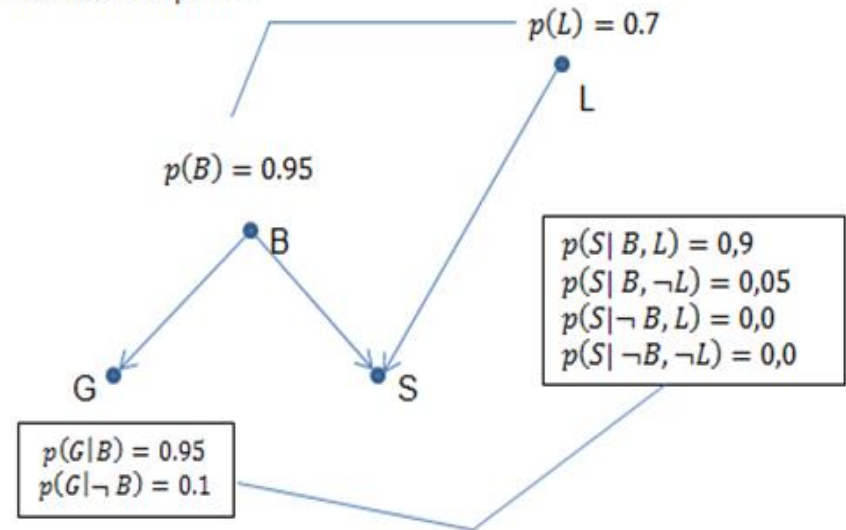 p(L) = 0.7
L
p(B) = 0.95
B
p(S| B, L) = 0,9
p(S| B, ¬L) = 0,05
p(S|¬ B, L) = 0,0
p(S| ¬B, ¬L) = 0,0
G
S
p(G|B) = 0.95
p(G|¬ B) = 0.1